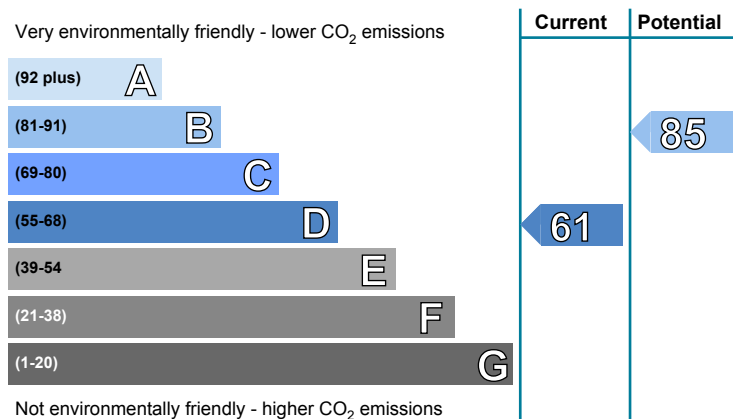 Current Potential
Very environmentally friendly - lower CO₂ emissions
(92 plus) A
(81-91) B
85
(69-80) C
(55-68) D
61
(39-54 E
(21-38) F
(1-20) G
Not environmentally friendly - higher CO₂ emissions